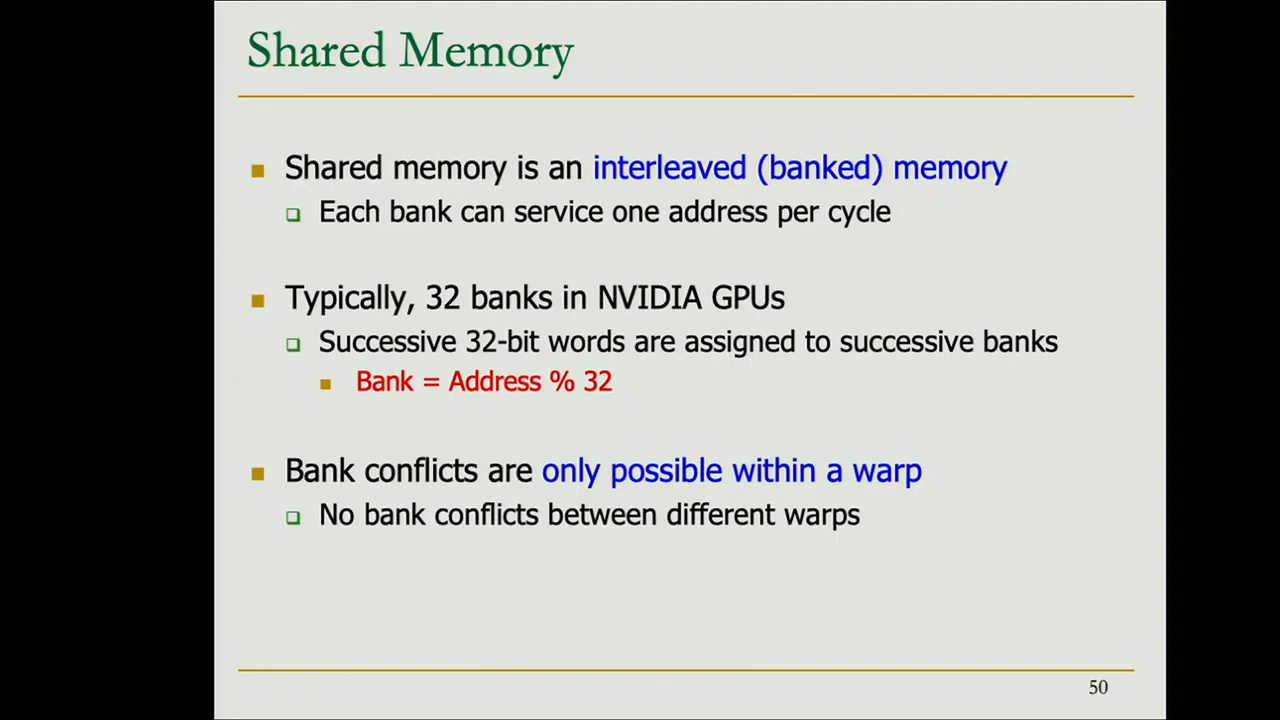 Shared Memory
Shared memory is an interleaved (banked) memory
Each bank can service one address per cycle
Typically, 32 banks in NVIDIA GPUs
Successive 32-bit words are assigned to successive banks
Bank = Address % 32
Bank conflicts are only possible within a warp
No bank conflicts between different warps
50